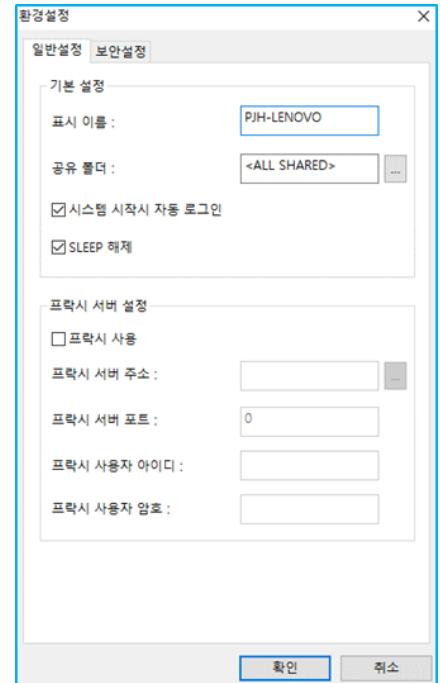 환경설정
일반설정 보안설정
기본 설정
표시 이름 : PJH-LENOVO
공유 폴더 : <ALL SHARED> ...
시스템 시작시 자동 로그인
SLEEP 해제
프락시 서버 설정
프락시 사용
프락시 서버 주소 : ...
프락시 서버 포트 : 0
프락시 사용자 아이디 :
프락시 사용자 암호 :
확인 취소